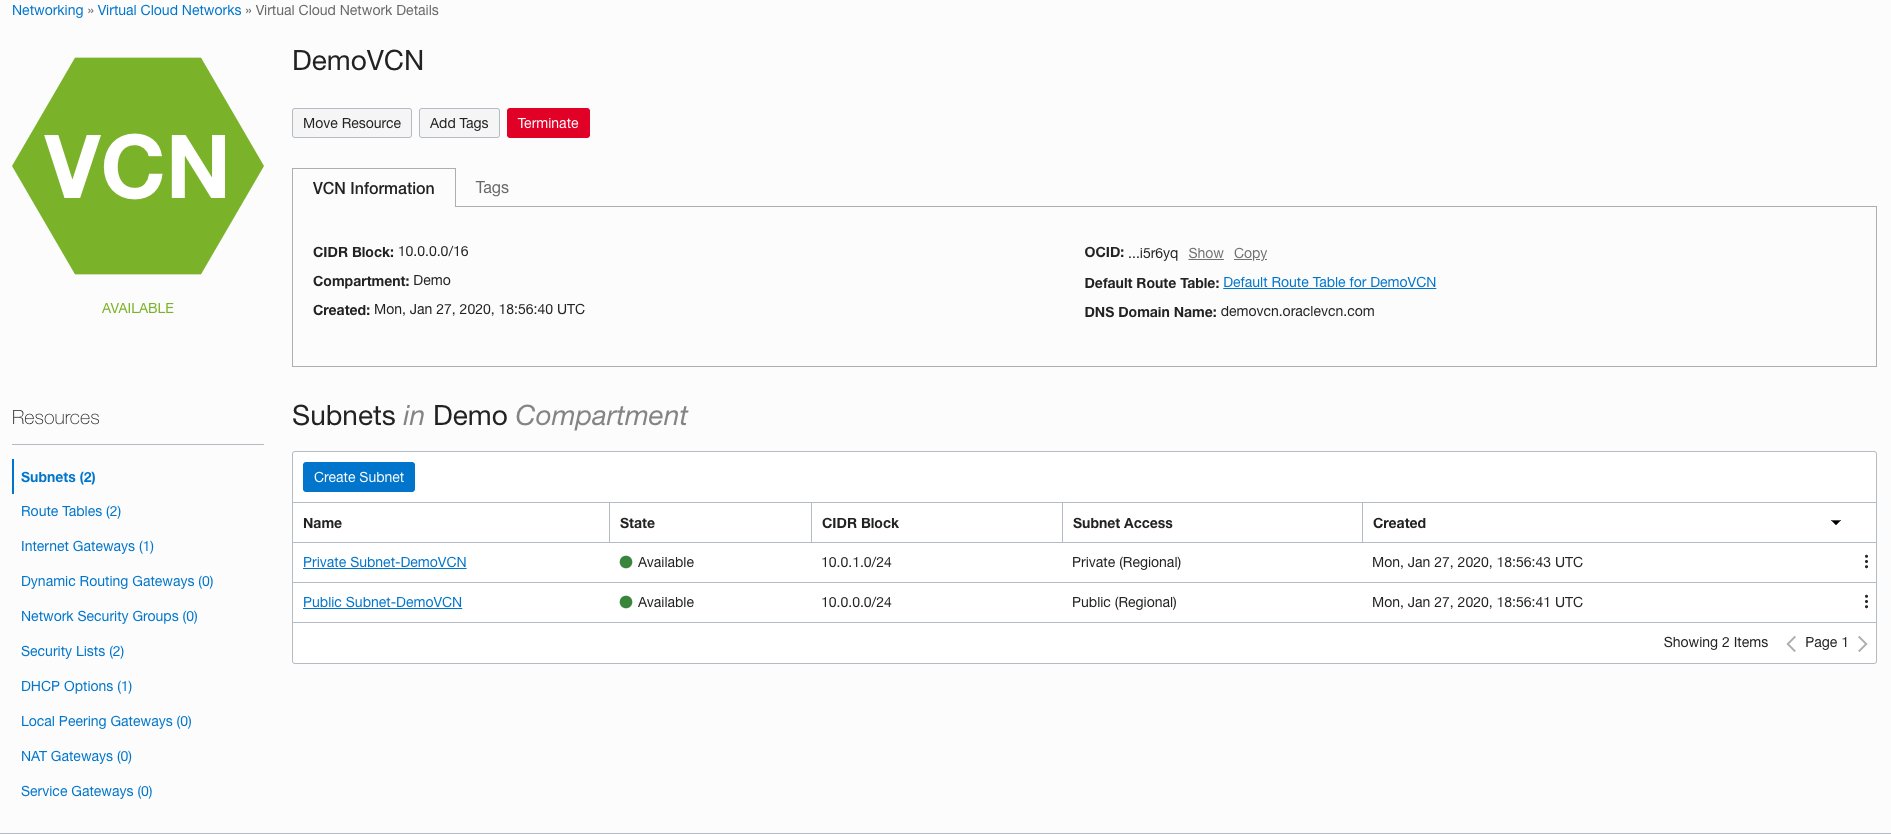 Networking » Virtual Cloud Networks » Virtual Cloud Network Details
VCN
AVAILABLE
DemoVCN
Move Resource Add Tags Terminate
VCN Information Tags
CIDR Block: 10.0.0.0/16
Compartment: Demo
Created: Mon, Jan 27, 2020, 18:56:40 UTC
OCID: ...i5r6yq Show Copy
Default Route Table: Default Route Table for DemoVCN
DNS Domain Name: demovcn.oraclevcn.com
Resources
Subnets (2)
Route Tables (2)
Internet Gateways (1)
Dynamic Routing Gateways (0)
Network Security Groups (0)
Security Lists (2)
DHCP Options (1)
Local Peering Gateways (0)
NAT Gateways (0)
Service Gateways (0)
Subnets in Demo Compartment
Create Subnet
Name State CIDR Block Subnet Access Created
Private Subnet-DemoVCN Available 10.0.1.0/24 Private (Regional) Mon, Jan 27, 2020, 18:56:43 UTC
Public Subnet-DemoVCN Available 10.0.0.0/24 Public (Regional) Mon, Jan 27, 2020, 18:56:41 UTC
Showing 2 Items Page 1